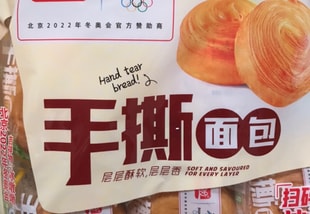 北京2022年冬奥会官方赞助商
Hand tear
bread!
手撕面包
层层酥软,层层香
SOFT AND SAVOURED
FOR EVERY LAYER